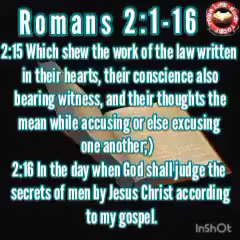 Romans 2:1-16
2:15 Which shew the work of the law written
in their hearts, their conscience also
bearing witness, and their thoughts the
mean while accusing or else excusing
one another;)
2:16 In the day when God shall judge the
secrets of men by Jesus Christ according
to my gospel.
InShOt